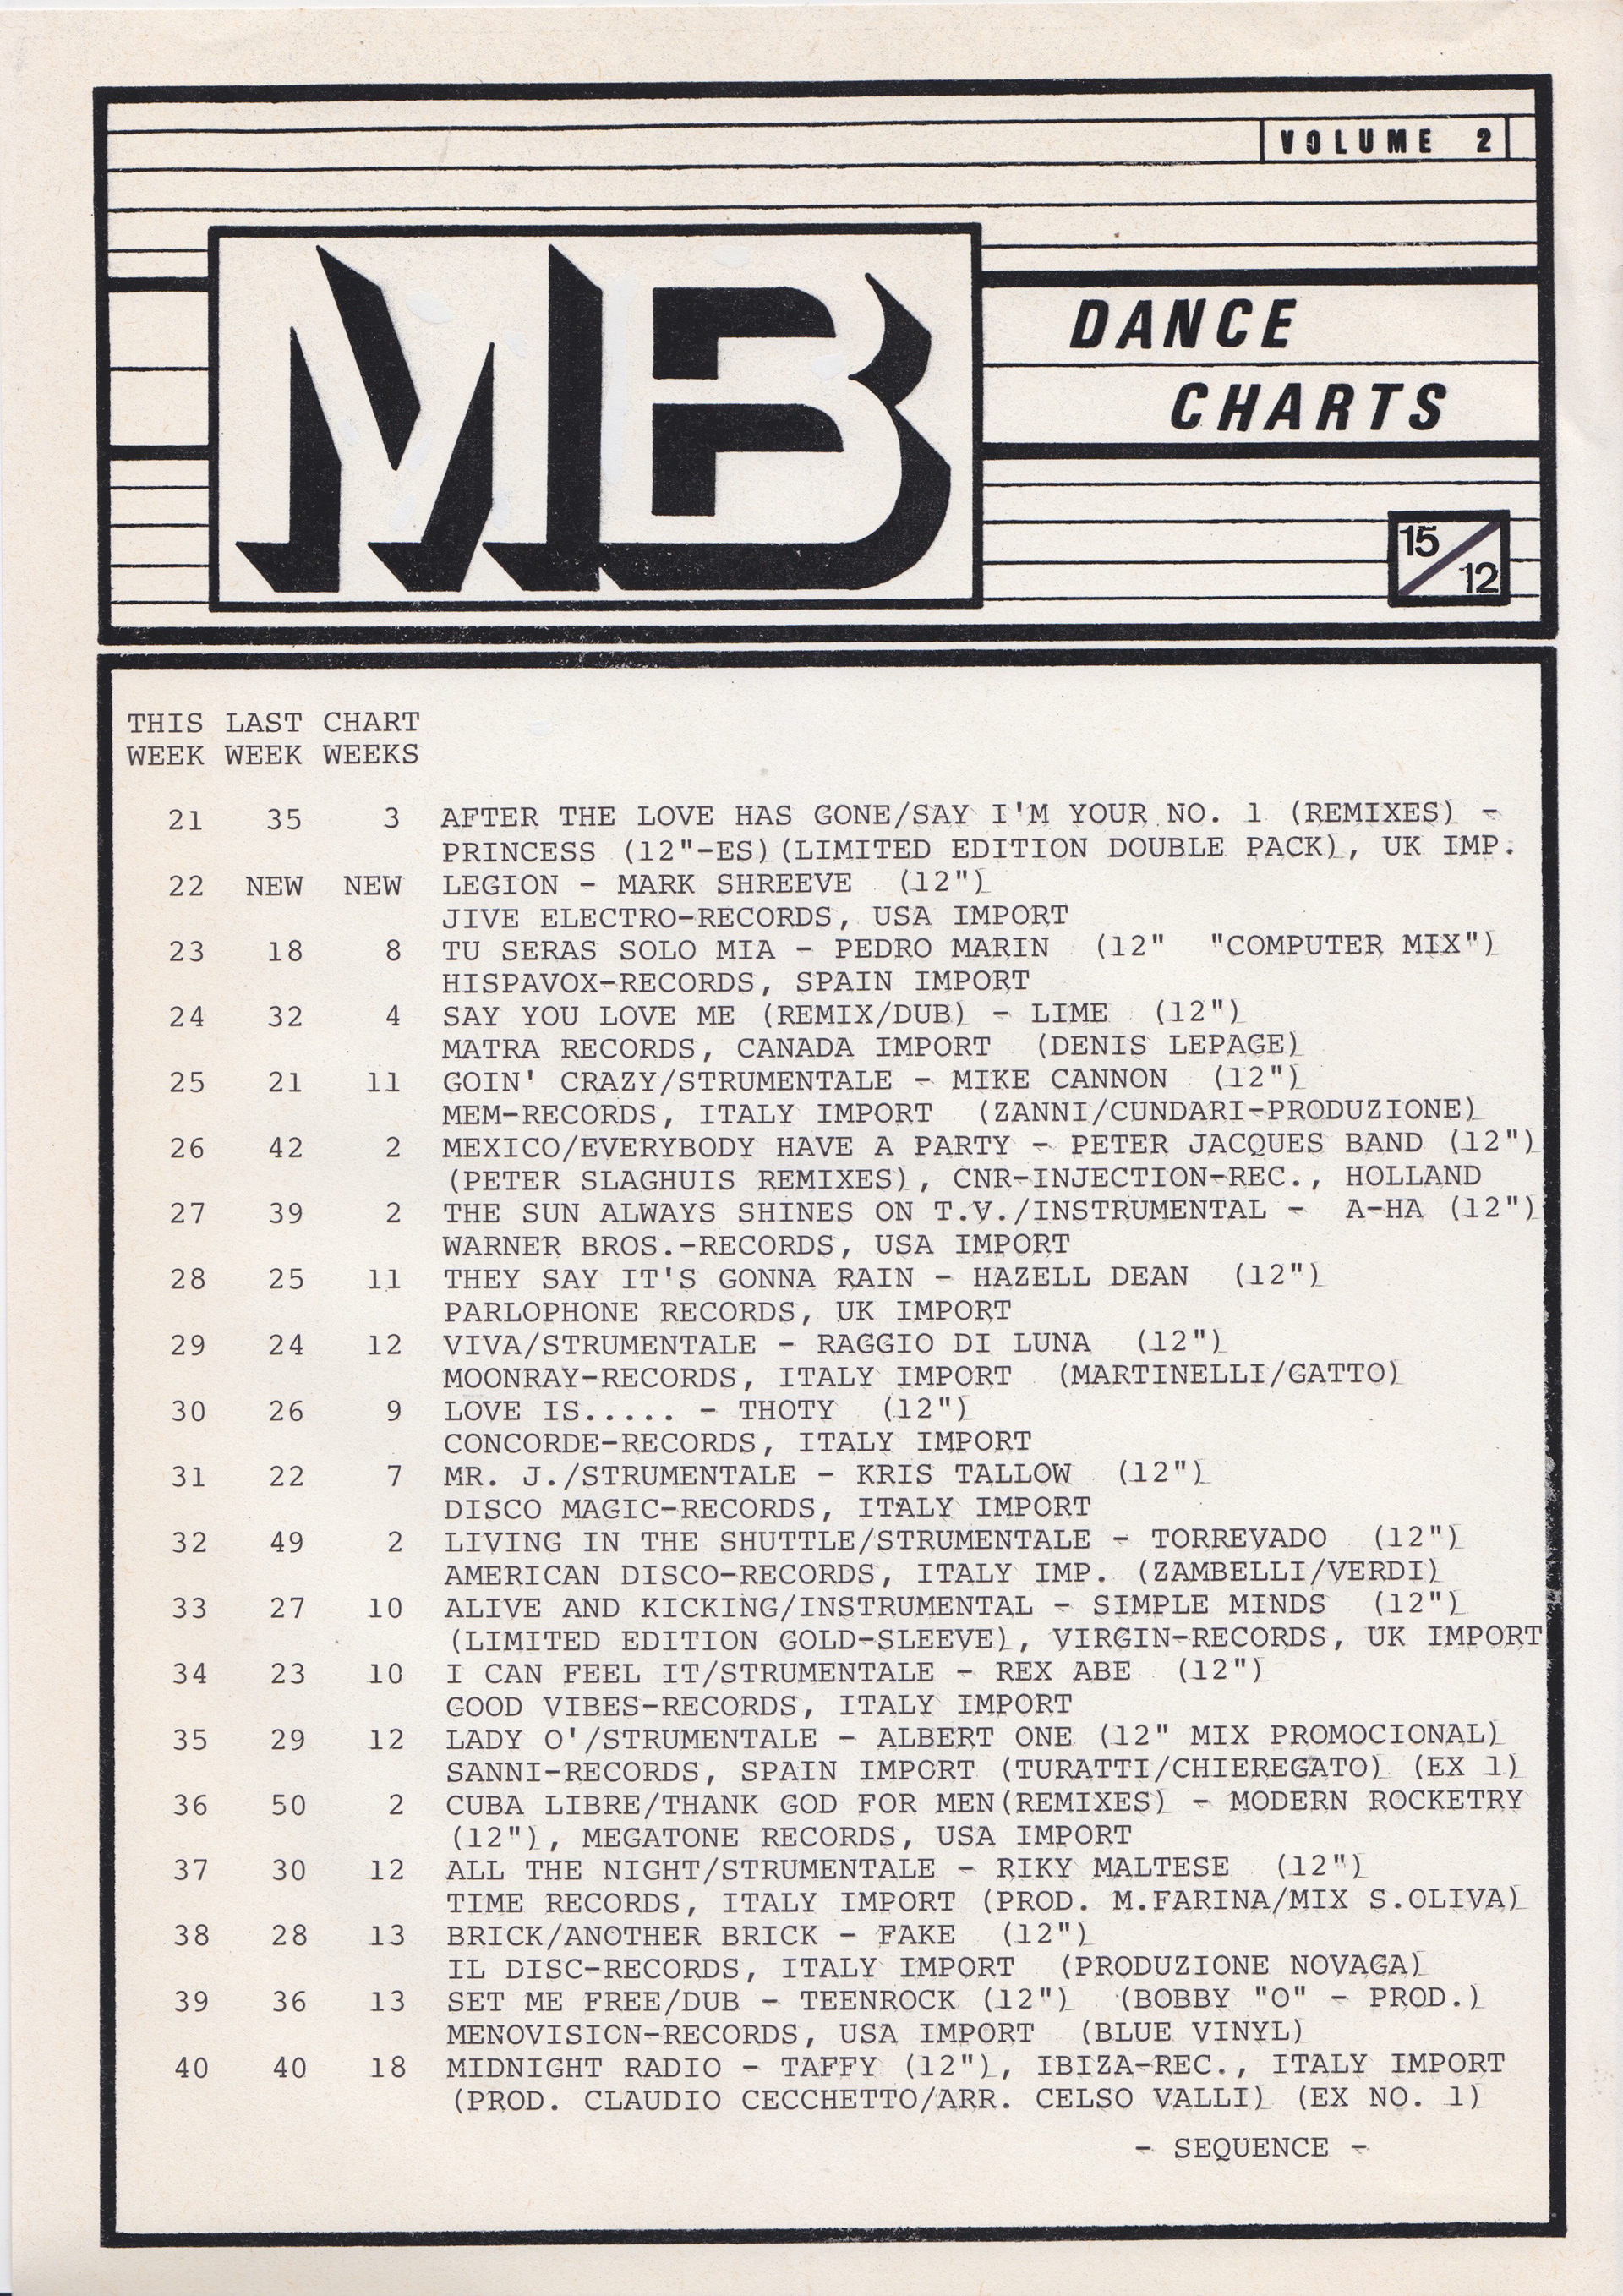 VOLUME 2
MB
DANCE
CHARTS
15/12
THIS LAST CHART
WEEK WEEK WEEKS
21 35 3 AFTER THE LOVE HAS GONE/SAY I'M YOUR NO. 1 (REMIXES) -
PRINCESS (12"-ES)(LIMITED EDITION DOUBLE PACK), UK IMP.
22 NEW NEW LEGION - MARK SHREEVE (12")
JIVE ELECTRO-RECORDS, USA IMPORT
23 18 8 TU SERAS SOLO MIA - PEDRO MARIN (12" "COMPUTER MIX")
HISPAVOX-RECORDS, SPAIN IMPORT
24 32 4 SAY YOU LOVE ME (REMIX/DUB) - LIME (12")
MATRA RECORDS, CANADA IMPORT (DENIS LEPAGE)
25 21 11 GOIN' CRAZY/STRUMENTALE - MIKE CANNON (12")
MEM-RECORDS, ITALY IMPORT (ZANNI/CUNDARI-PRODUZIONE)
26 42 2 MEXICO/EVERYBODY HAVE A PARTY - PETER JACQUES BAND (12")
(PETER SLAGHUIS REMIXES), CNR-INJECTION-REC., HOLLAND
27 39 2 THE SUN ALWAYS SHINES ON T.V./INSTRUMENTAL - A-HA (12")
WARNER BROS.-RECORDS, USA IMPORT
28 25 11 THEY SAY IT'S GONNA RAIN - HAZELL DEAN (12")
PARLOPHONE RECORDS, UK IMPORT
29 24 12 VIVA/STRUMENTALE - RAGGIO DI LUNA (12")
MOONRAY-RECORDS, ITALY IMPORT (MARTINELLI/GATTO)
30 26 9 LOVE IS..... - THOTY (12")
CONCORDE-RECORDS, ITALY IMPORT
31 22 7 MR. J./STRUMENTALE - KRIS TALLOW (12")
DISCO MAGIC-RECORDS, ITALY IMPORT
32 49 2 LIVING IN THE SHUTTLE/STRUMENTALE - TORREVADO (12")
AMERICAN DISCO-RECORDS, ITALY IMP. (ZAMBELLI/VERDI)
33 27 10 ALIVE AND KICKING/INSTRUMENTAL - SIMPLE MINDS (12")
(LIMITED EDITION GOLD-SLEEVE), VIRGIN-RECORDS, UK IMPORT
34 23 10 I CAN FEEL IT/STRUMENTALE - REX ABE (12")
GOOD VIBES-RECORDS, ITALY IMPORT
35 29 12 LADY O'/STRUMENTALE - ALBERT ONE (12" MIX PROMOCIONAL)
SANNI-RECORDS, SPAIN IMPORT (TURATTI/CHIEREGATO) (EX 1)
36 50 2 CUBA LIBRE/THANK GOD FOR MEN(REMIXES) - MODERN ROCKETRY
(12"), MEGATONE RECORDS, USA IMPORT
37 30 12 ALL THE NIGHT/STRUMENTALE - RIKY MALTESE (12")
TIME RECORDS, ITALY IMPORT (PROD. M.FARINA/MIX S.OLIVA)
38 28 13 BRICK/ANOTHER BRICK - FAKE (12")
IL DISC-RECORDS, ITALY IMPORT (PRODUZIONE NOVAGA)
39 36 13 SET ME FREE/DUB - TEENROCK (12") (BOBBY "O" - PROD.)
MENOVISION-RECORDS, USA IMPORT (BLUE VINYL)
40 40 18 MIDNIGHT RADIO - TAFFY (12"), IBIZA-REC., ITALY IMPORT
(PROD. CLAUDIO CECCHETTO/ARR. CELSO VALLI) (EX NO. 1)
- SEQUENCE -